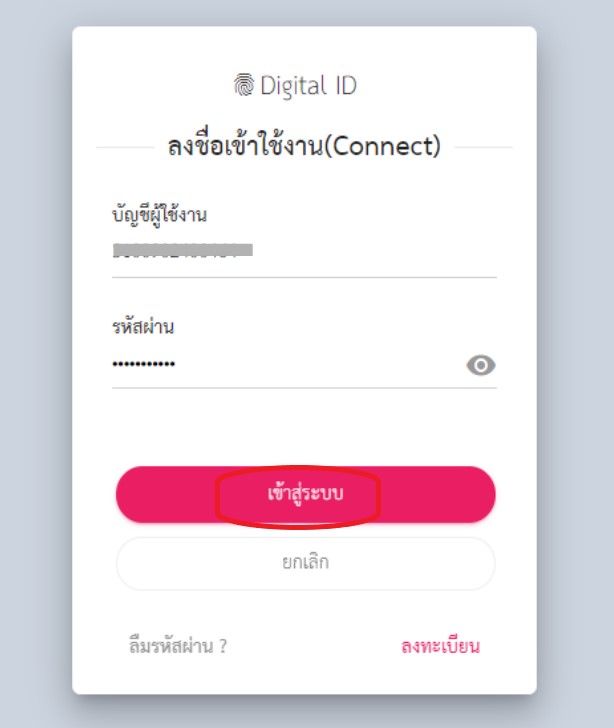 Digital ID
ลงชื่อเข้าใช้งาน(Connect)
บัญชีผู้ใช้งาน
รหัสผ่าน
•••••••••••
เข้าสู่ระบบ
ยกเลิก
ลืมรหัสผ่าน ? ลงทะเบียน